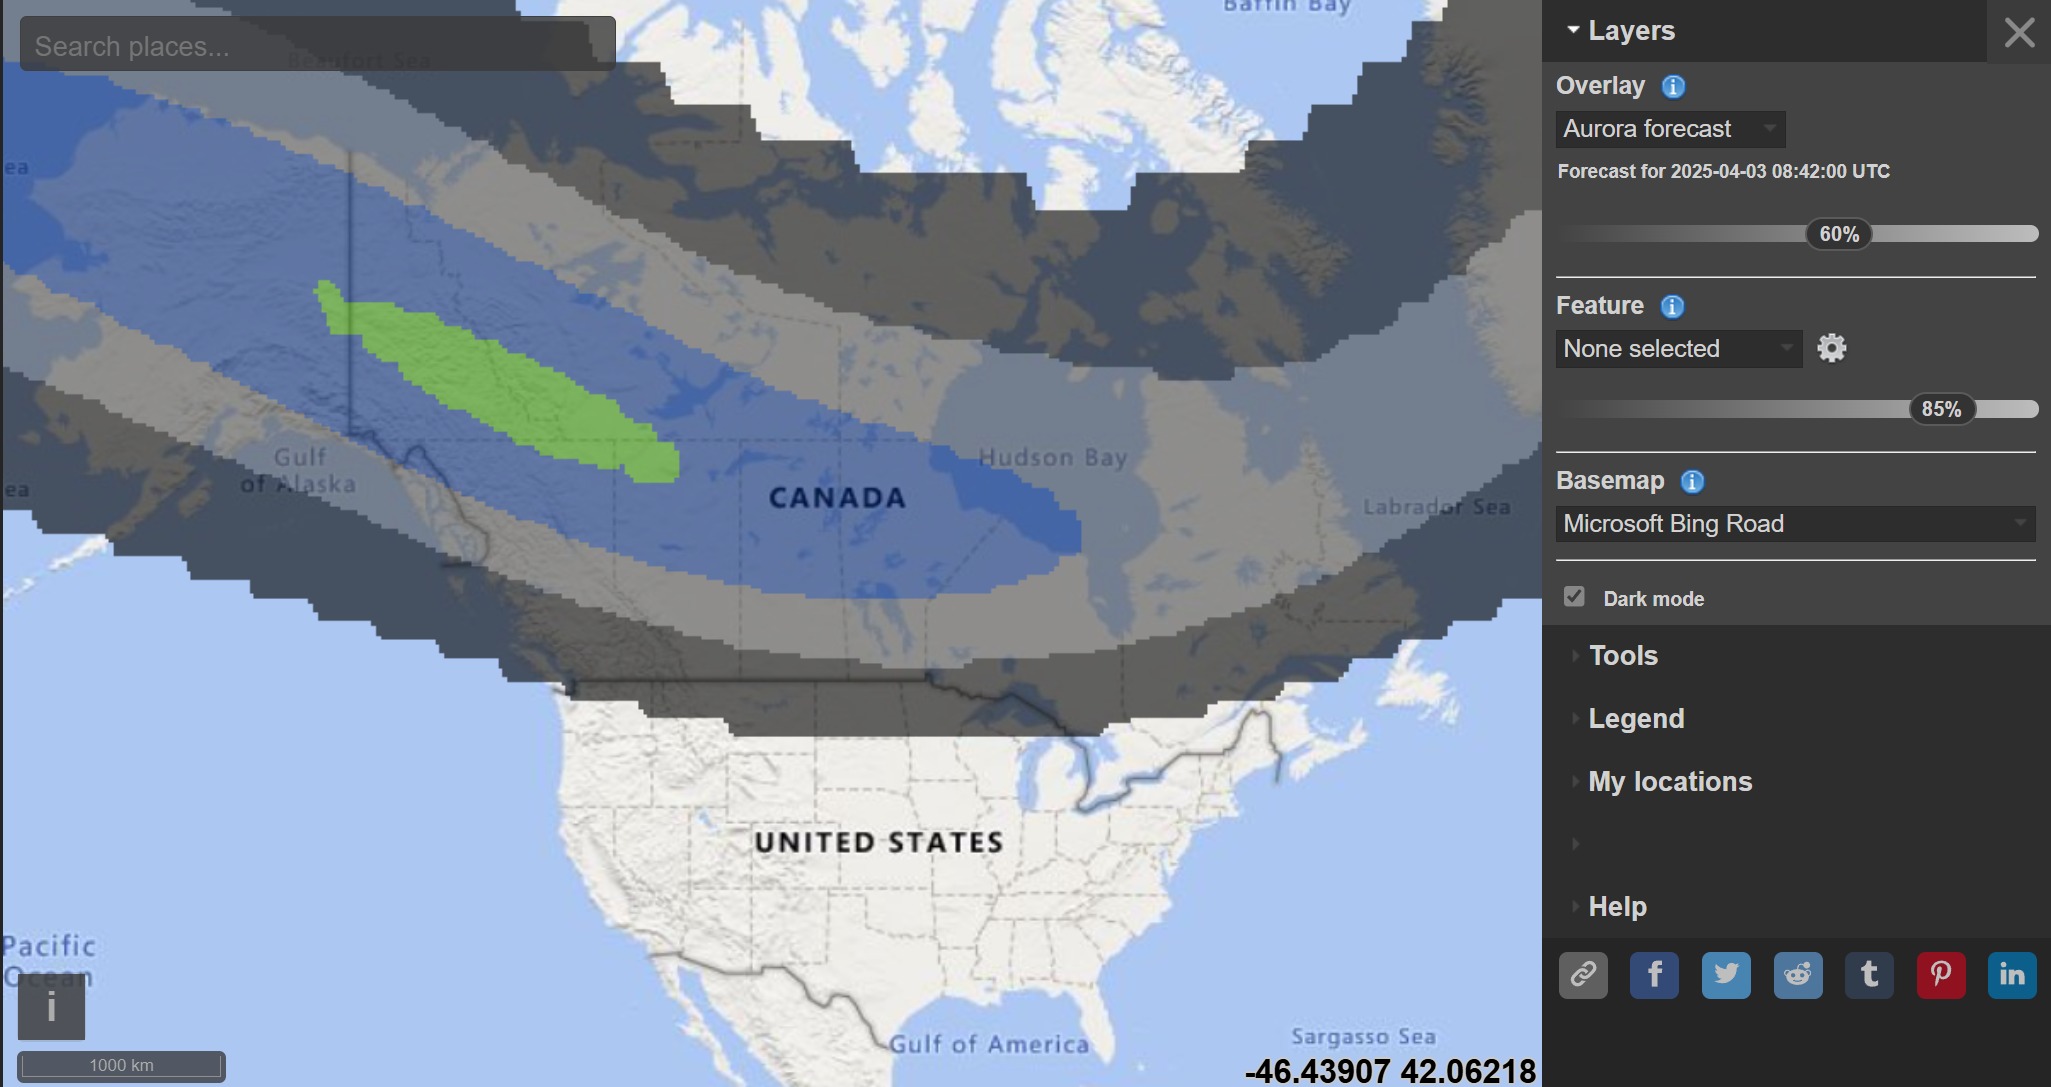 Baffin Bay
Search places...
Beaufort Sea
ea
Gulf
of Alaska
ea
Hudson Bay
CANADA
Labrador Sea
UNITED STATES
Pacific
Ocean
i
1000 km
Gulf of America
Sargasso Sea
-46.43907 42.06218
Layers
Overlay i
Aurora forecast
Forecast for 2025-04-03 08:42:00 UTC
60%
Feature i
None selected
85%
Basemap i
Microsoft Bing Road
Dark mode
Tools
Legend
My locations
Help
f t in